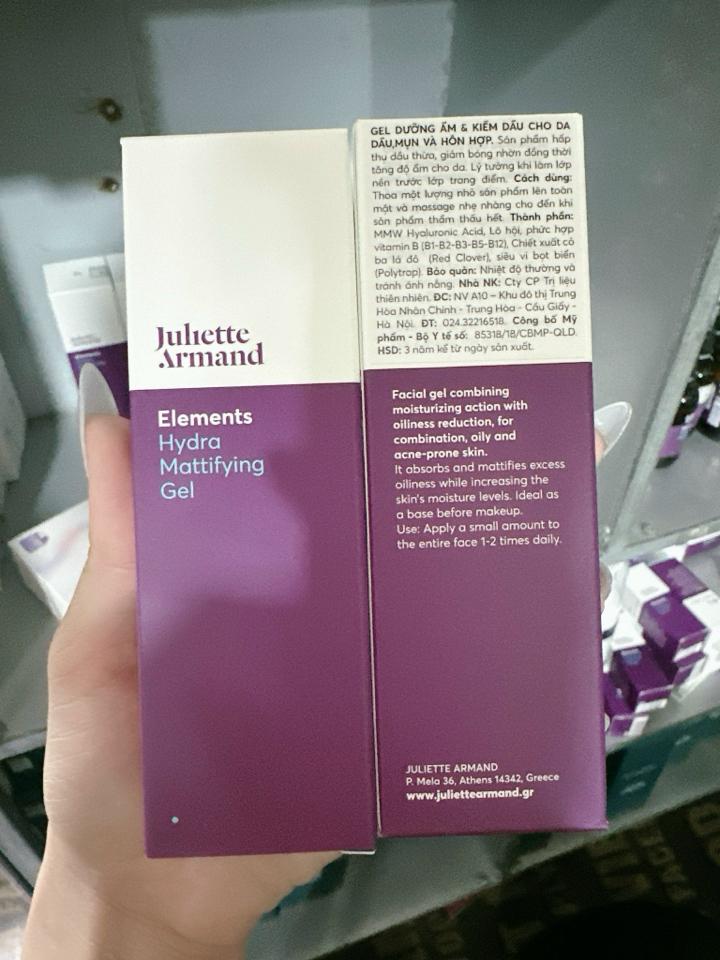 Juliette
Armand
Elements
Hydra
Mattifying
Gel
GEL DƯỠNG ẨM & KIỀM DẦU CHO DA
DẦU,MỤN VÀ HỖN HỢP. Sản phẩm hấp
thụ dầu thừa, giảm bóng nhờn đồng thời
tăng độ ẩm cho da. Lý tưởng khi làm lớp
nền trước lớp trang điểm. Cách dùng:
Thoa một lượng nhỏ sản phẩm lên toàn
mặt và massage nhẹ nhàng cho đến khi
sản phẩm thẩm thấu hết. Thành phần:
MMW Hyaluronic Acid, Lô hội, phức hợp
vitamin B (B1-B2-B3-B5-B12), Chiết xuất cỏ
ba lá đỏ (Red Clover), siêu vi bọt biển
(Polytrap). Bảo quản: Nhiệt độ thường và
tránh ánh nắng. Nhà NK: Cty CP Trị liệu
thiên nhiên. ĐC: NV A10 – Khu đô thị Trung
Hòa Nhân Chính - Trung Hòa - Cầu Giấy -
Hà Nội. ĐT: 024.32216518. Công bố Mỹ
phẩm - Bộ Y tế số: 85318/18/CBMP-QLD.
HSD: 3 năm kể từ ngày sản xuất.
Facial gel combining
moisturizing action with
oiliness reduction, for
combination, oily and
acne-prone skin.
It absorbs and mattifies excess
oiliness while increasing the
skin's moisture levels. Ideal as
a base before makeup.
Use: Apply a small amount to
the entire face 1-2 times daily.
JULIETTE ARMAND
P. Mela 36, Athens 14342, Greece
www.juliettearmand.gr